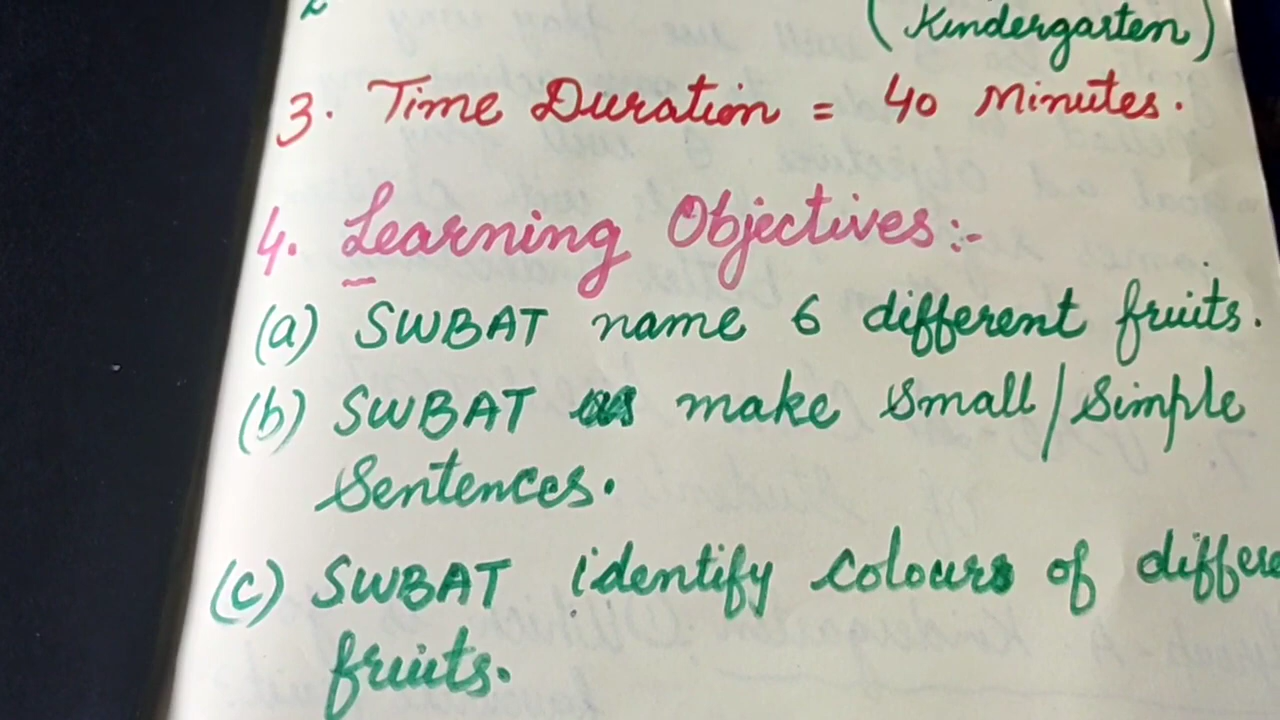 (Kindergarten)
3. Time Duration = 40 Minutes.
4. Learning Objectives :-
(a) SWBAT name 6 different fruits.
(b) SWBAT make small/simple
Sentences.
(c) SWBAT identify colours of differe
fruits.